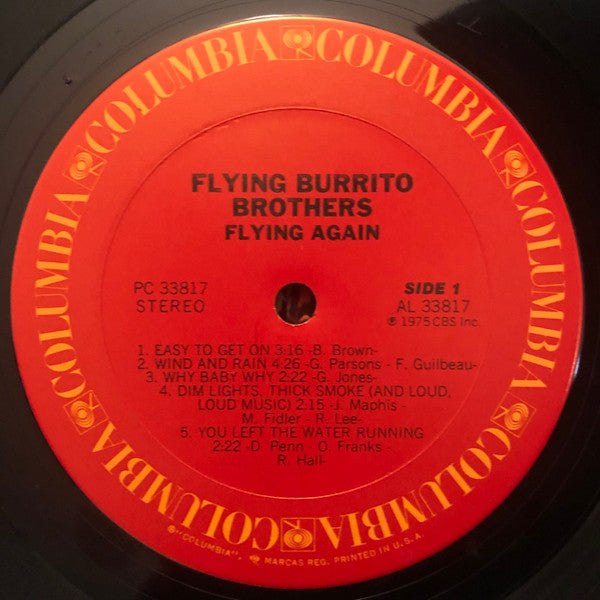 COLUMBIA COLUMBIA COLUMBIA COLUMBIA COLUMBIA COLUMBIA
FLYING BURRITO
BROTHERS
FLYING AGAIN
PC 33817
STEREO
SIDE 1
AL 33817
℗ 1975 CBS Inc.
1. EASY TO GET ON 3:16 -B. Brown-
2. WIND AND RAIN 4:26 -G. Parsons - F. Guilbeau-
3. WHY BABY WHY 2:22 -G. Jones-
4. DIM LIGHTS, THICK SMOKE (AND LOUD,
LOUD MUSIC) 2:15 -J. Maphis -
M. Fidler - R. Lee-
5. YOU LEFT THE WATER RUNNING
2:22 -D. Penn - O. Franks -
R. Hall-
®"COLUMBIA", MARCAS REG. PRINTED IN U.S.A.